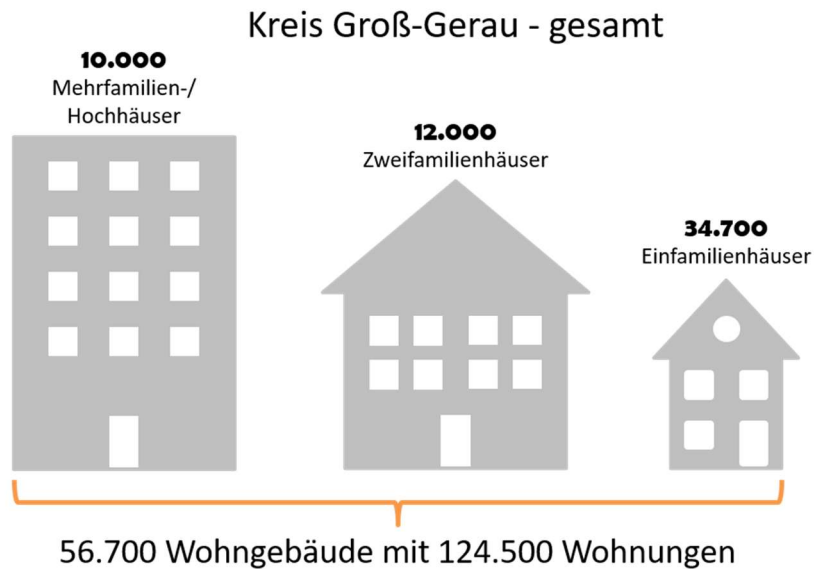 Kreis Groß-Gerau - gesamt
10.000
Mehrfamilien-/
Hochhäuser
12.000
Zweifamilienhäuser
34.700
Einfamilienhäuser
56.700 Wohngebäude mit 124.500 Wohnungen